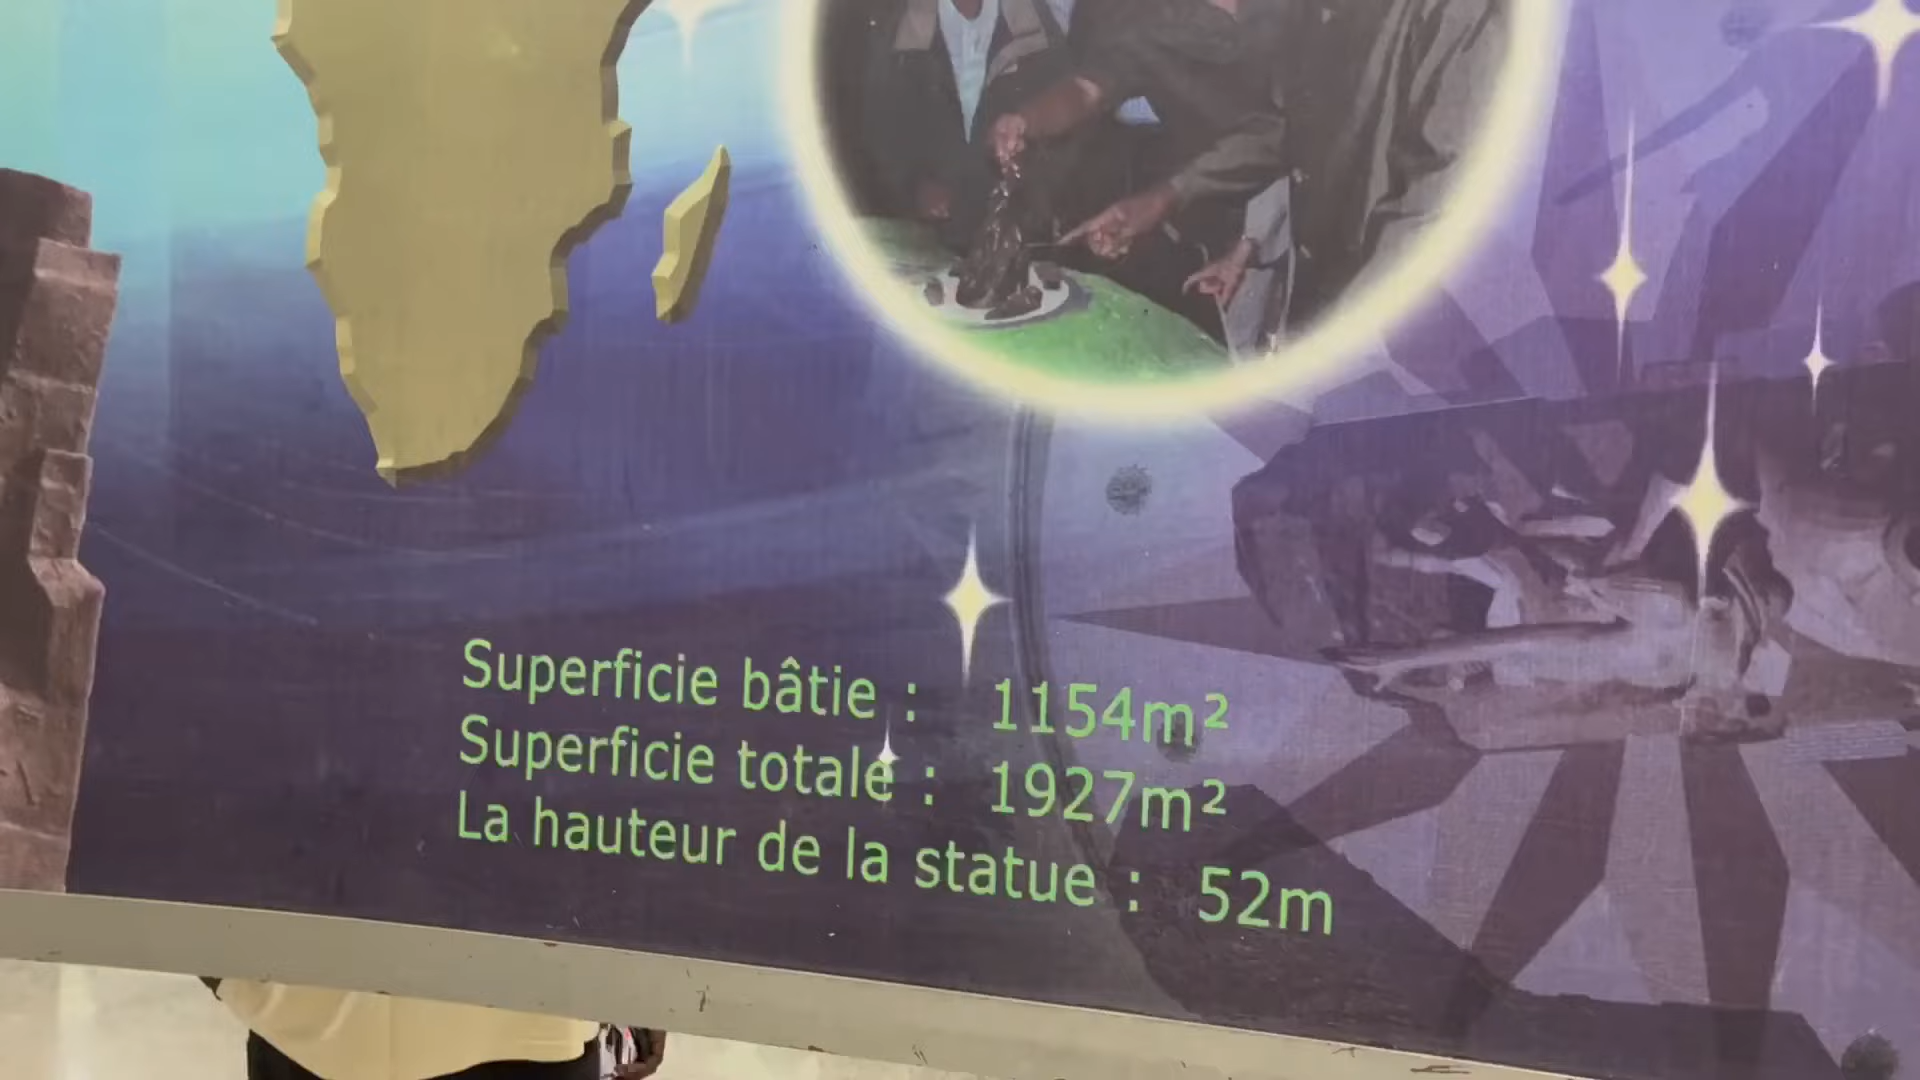 Superficie bâtie : 1154m²
Superficie totale : 1927m²
La hauteur de la statue : 52m